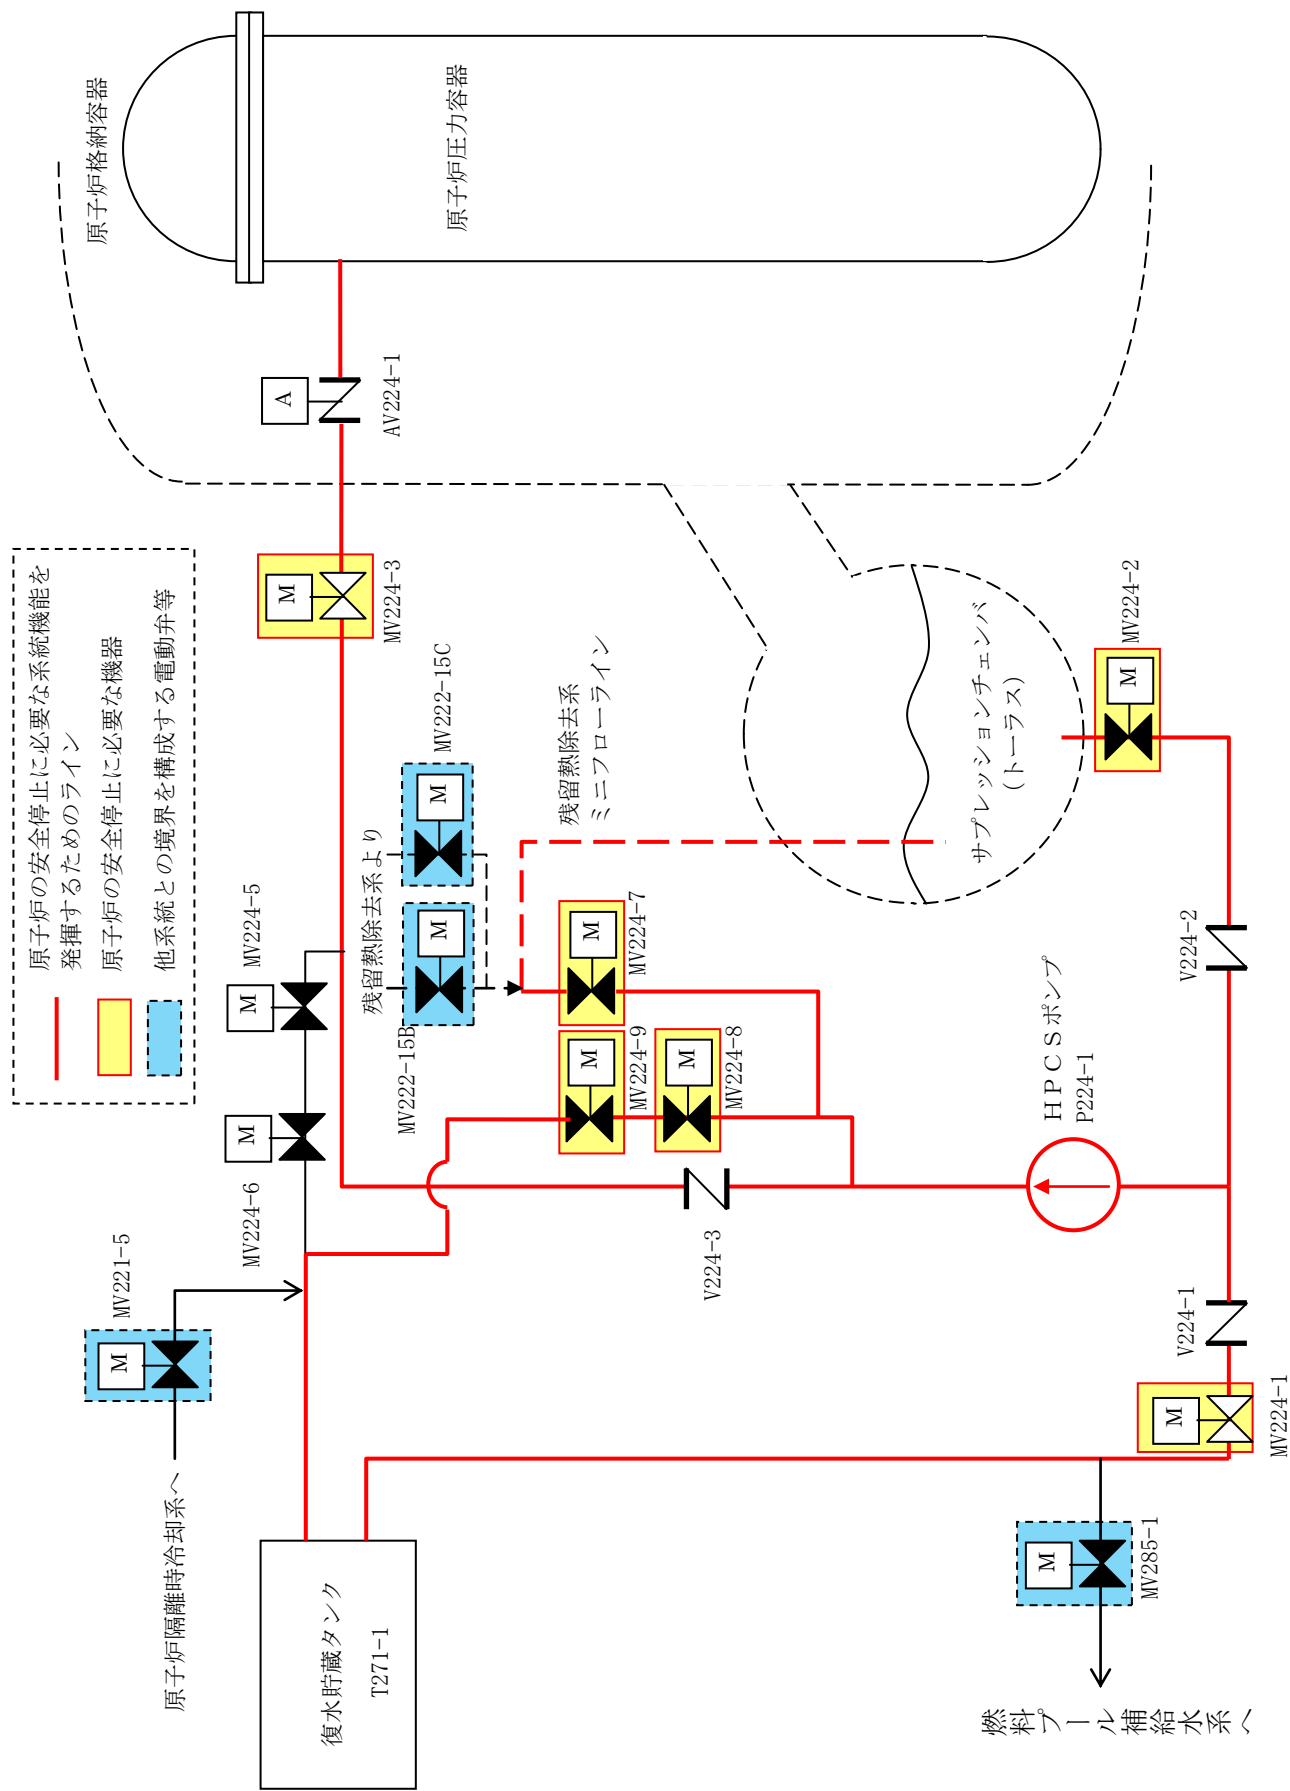 原子炉の安全停止に必要な系統機能を
発揮するためのライン
原子炉の安全停止に必要な機器
他系統との境界を構成する電動弁等
原子炉格納容器
原子炉圧力容器
A
AV224-1
M
MV224-3
M
MV224-5
M
MV224-6
M
MV221-5
原子炉隔離時冷却系へ
残留熱除去系より
M
MV222-15C
M
MV222-15B
残留熱除去系
ミニフローライン
M
MV224-7
M
MV224-9
M
MV224-8
V224-3
サプレッションチェンバ
(トーラス)
M
MV224-2
V224-2
HPCSポンプ
P224-1
V224-1
M
MV224-1
M
MV285-1
燃料プール補給水系へ
復水貯蔵タンク
T271-1